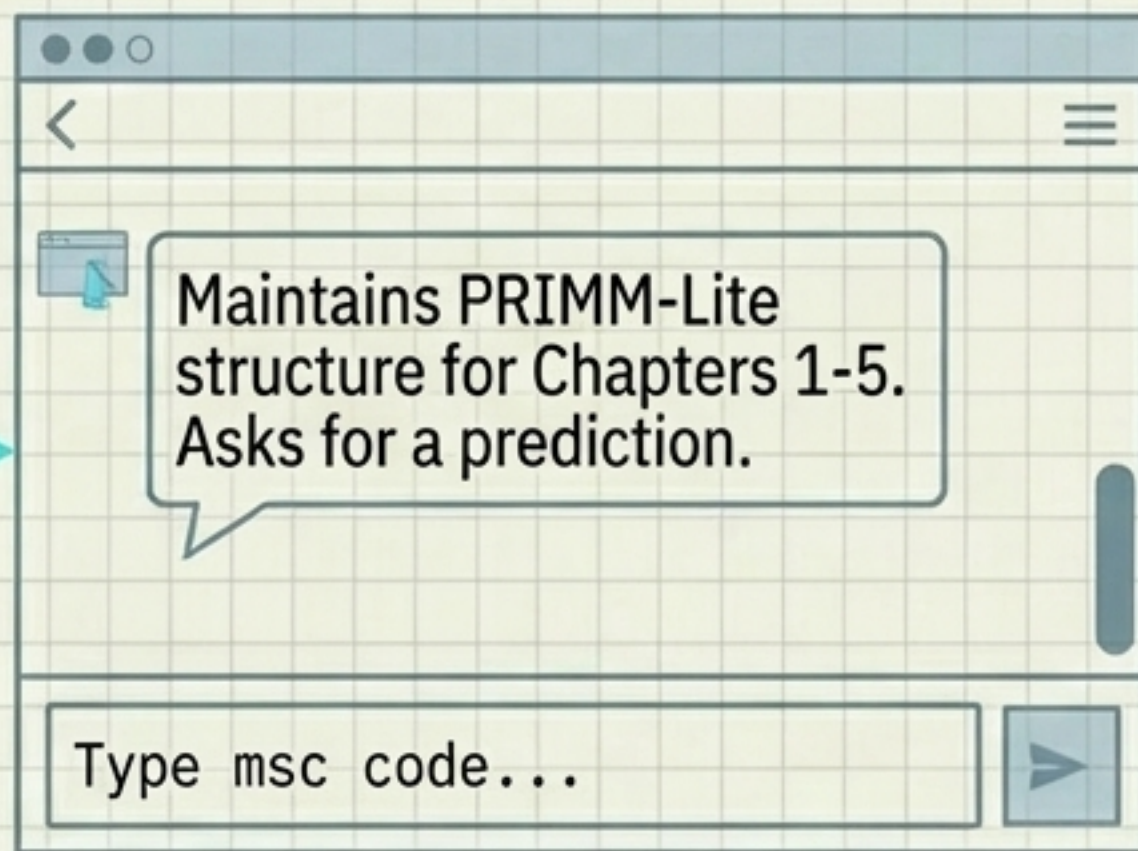 Maintains PRIMM-Lite
structure for Chapters 1-5.
Asks for a prediction.
Type msc code...